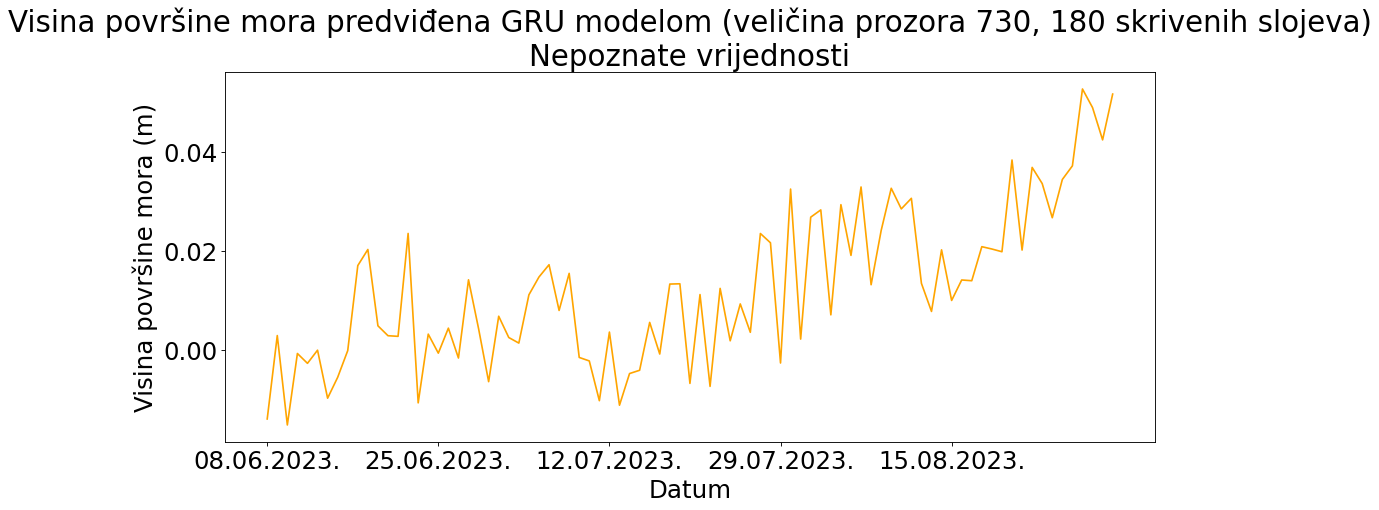 Visina površine mora predviđena GRU modelom (veličina prozora 730, 180 skrivenih slojeva)
Nepoznate vrijednosti
Visina površine mora (m)
0.04
0.02
0.00
08.06.2023. 25.06.2023. 12.07.2023. 29.07.2023. 15.08.2023.
Datum